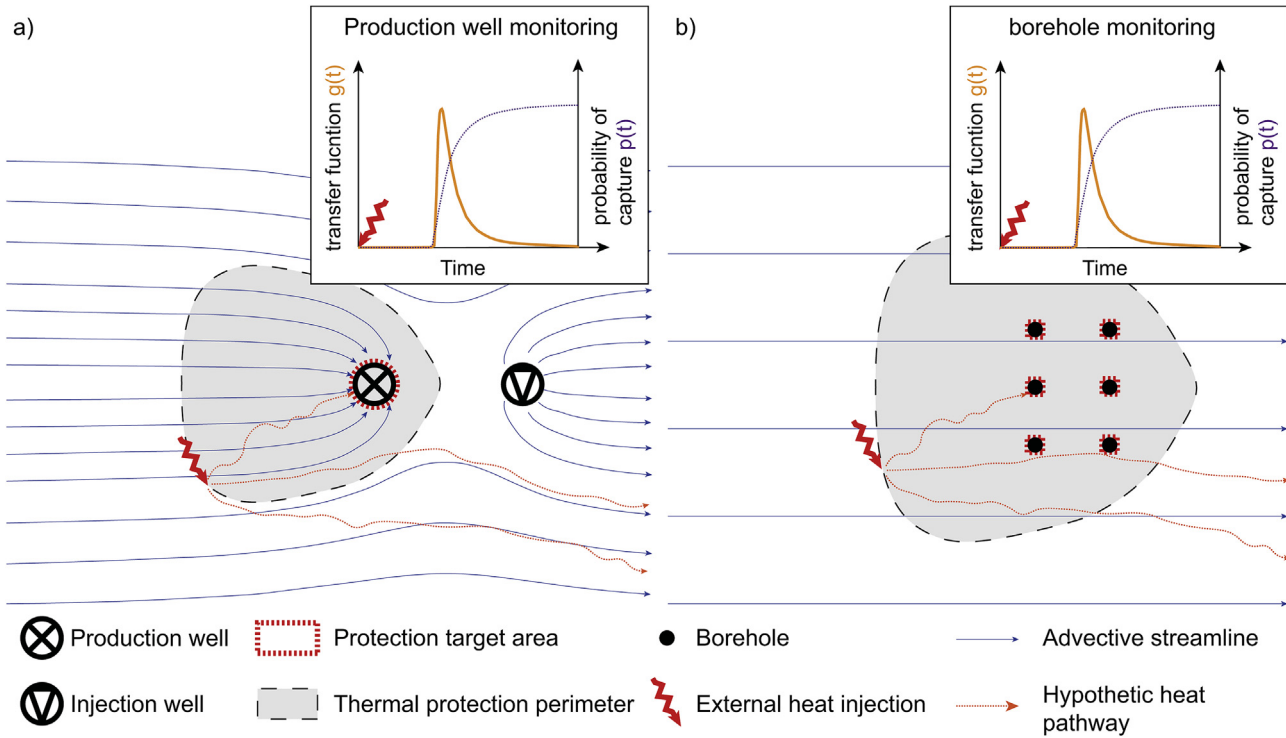 a)
Production well monitoring
transfer fucntion g(t)
probability of
capture p(t)
Time
b)
borehole monitoring
transfer fucntion g(t)
probability of
capture p(t)
Time
Production well
Protection target area
Borehole
Advective streamline
Injection well
Thermal protection perimeter
External heat injection
Hypothetic heat
pathway